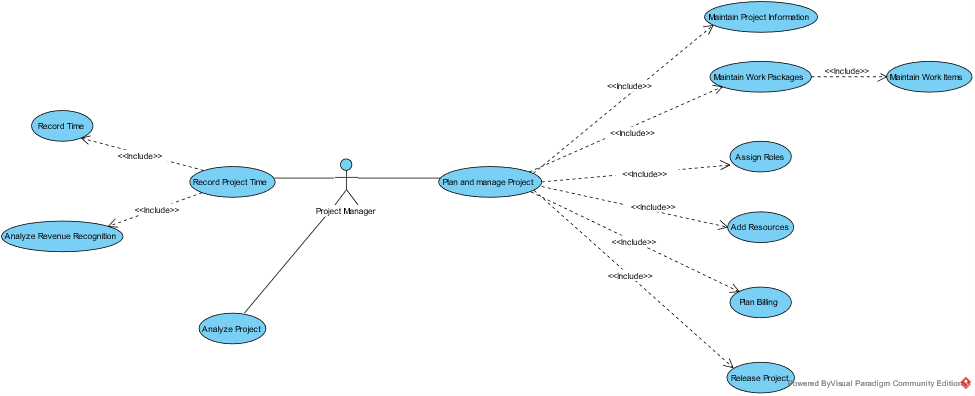 Maintain Project Information
<<Include>>
Maintain Work Packages
<<Include>>
Maintain Work Items
<<Include>>
Record Time
<<Include>>
Assign Roles
<<Include>>
Record Project Time
Plan and manage Project
Project Manager
<<Include>>
<<Include>>
Add Resources
Analyze Revenue Recognition
<<Include>>
<<Include>>
Plan Billing
Analyze Project
Release Project
Powered By Visual Paradigm Community Edition